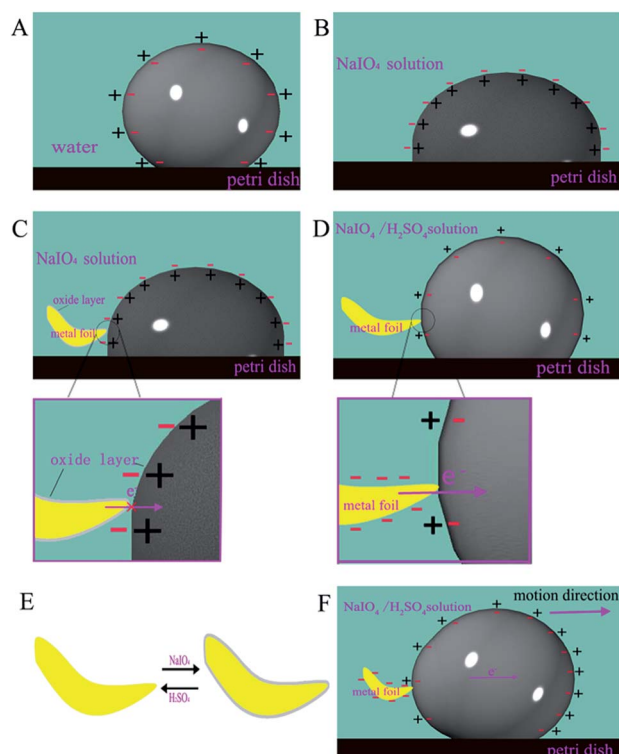 A
water
petri dish
B
NaIO₄ solution
petri dish
C
NaIO₄ solution
oxide layer
metal foil
petri dish
D
NaIO₄ /H₂SO₄solution
metal foil
petri dish
oxide layer
e⁻
metal foil
e⁻
E
NaIO₄
H₂SO₄
F
NaIO₄ /H₂SO₄solution
motion direction
metal foil
e⁻
petri dish